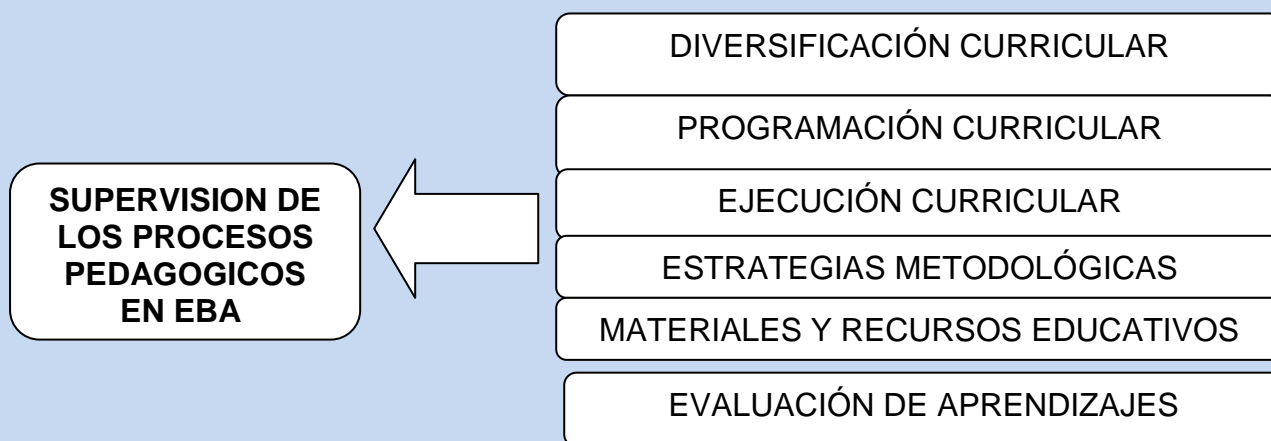 SUPERVISION DE
LOS PROCESOS
PEDAGOGICOS
EN EBA
DIVERSIFICACIÓN CURRICULAR
PROGRAMACIÓN CURRICULAR
EJECUCIÓN CURRICULAR
ESTRATEGIAS METODOLÓGICAS
MATERIALES Y RECURSOS EDUCATIVOS
EVALUACIÓN DE APRENDIZAJES